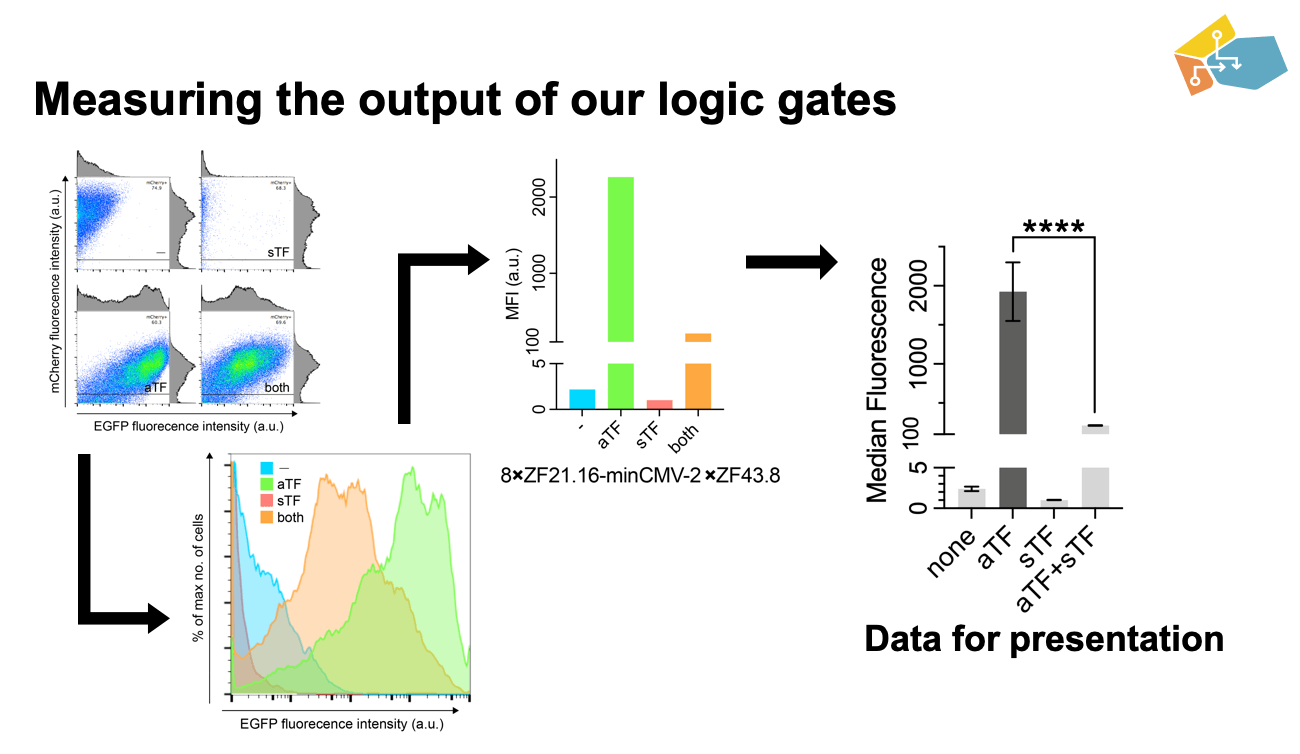 Measuring the output of our logic gates
mCherry fluorecence intensity (a.u.)
mCherry+
74.9
—
mCherry+
68.3
sTF
mCherry+
60.3
aTF
mCherry+
69.6
both
EGFP fluorecence intensity (a.u.)
% of max no. of cells
—
aTF
sTF
both
EGFP fluorecence intensity (a.u.)
MFI (a.u.)
2000
1000
100
5
0
-
aTF
sTF
both
8×ZF21.16-minCMV-2 ×ZF43.8
Median Fluorescence
2000
1000
100
5
0
****
none
aTF
sTF
aTF+sTF
Data for presentation